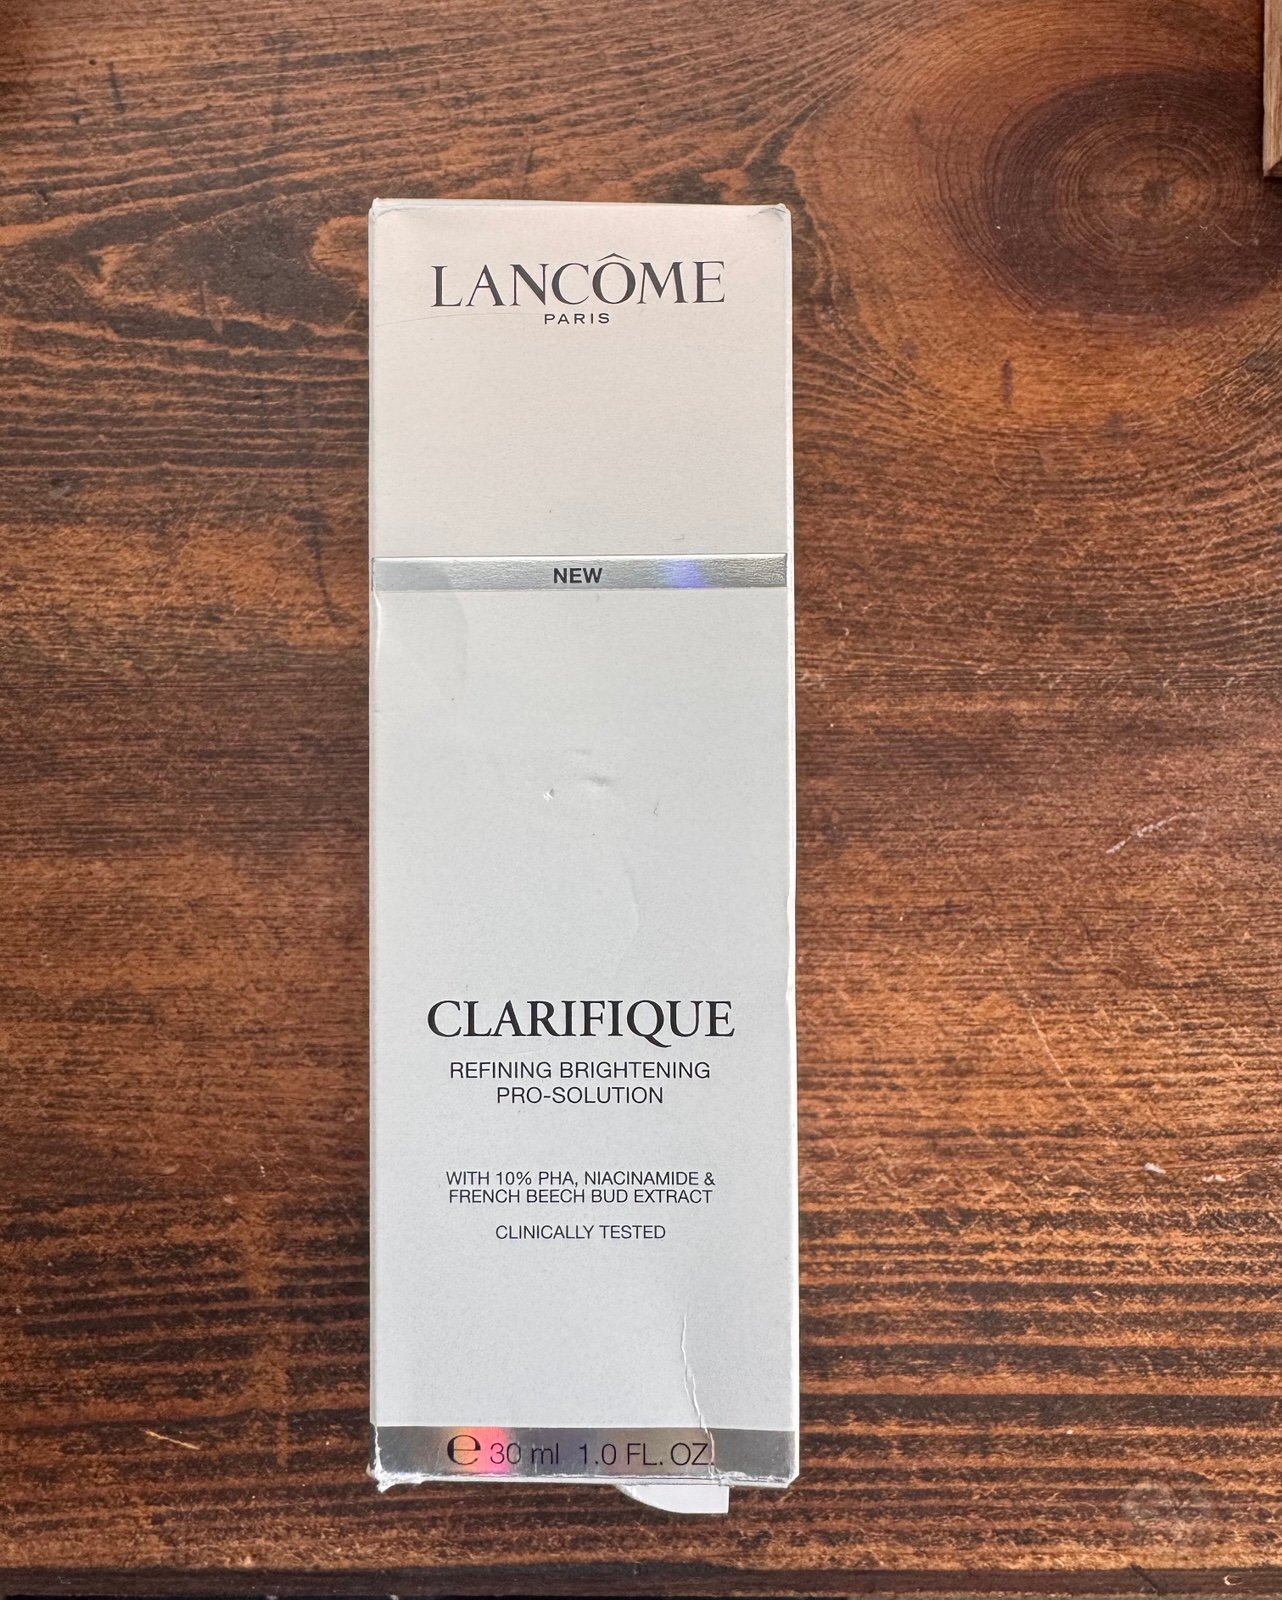 LANCÔME
PARIS
NEW
CLARIFIQUE
REFINING BRIGHTENING
PRO-SOLUTION
WITH 10% PHA, NIACINAMIDE &
FRENCH BEECH BUD EXTRACT
CLINICALLY TESTED
℮ 30 ml 1.0 FL. OZ.